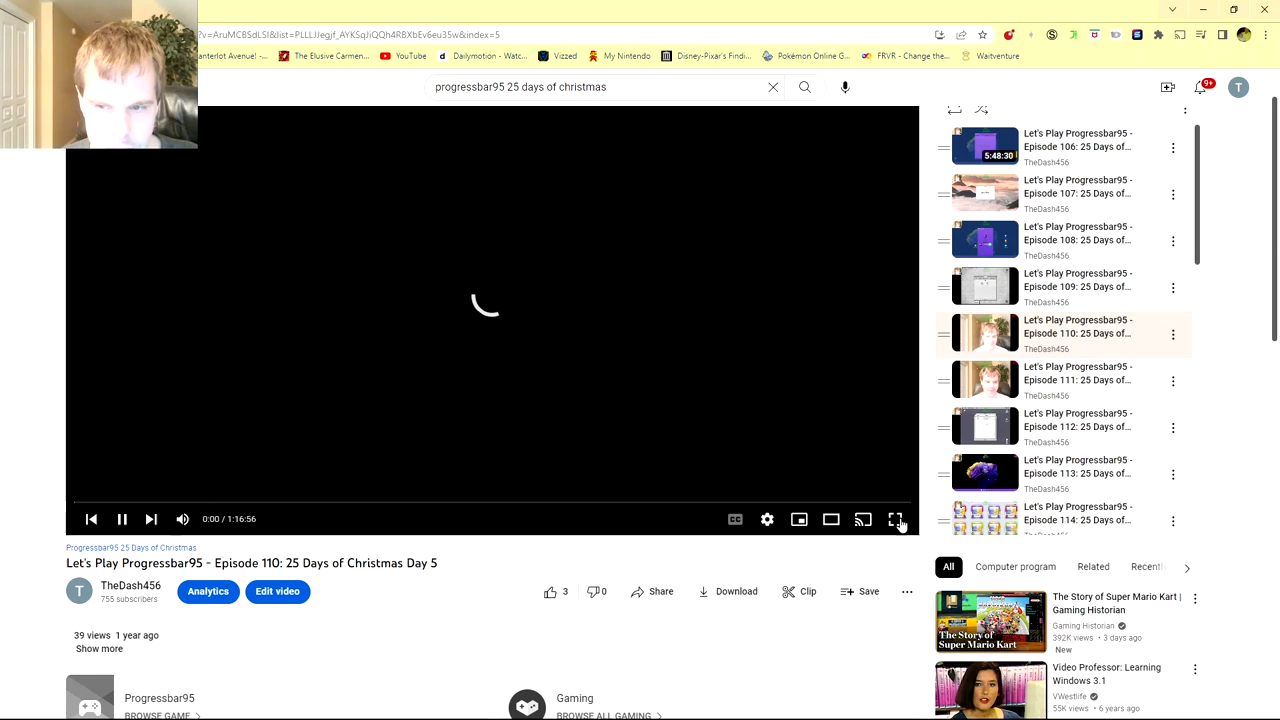 ?v=AruMCBSdLSI&list=PLLLJJegjf_AYKSqJiQQh4RBXbEv6eu35w&index=5
anterlot Avenue! -...
The Elusive Carmen...
YouTube
Dailymotion - Watc...
Vizzed
My Nintendo
Disney-Pixar's Findi...
Pokémon Online G...
FRVR - Change the...
Waitventure
progressbar95 25 days of christmas
9+
T
Let's Play Progressbar95 -
Episode 106: 25 Days of...
TheDash456
5:48:30
Let's Play Progressbar95 -
Episode 107: 25 Days of...
TheDash456
Let's Play Progressbar95 -
Episode 108: 25 Days of...
TheDash456
Let's Play Progressbar95 -
Episode 109: 25 Days of...
TheDash456
Let's Play Progressbar95 -
Episode 110: 25 Days of...
TheDash456
Let's Play Progressbar95 -
Episode 111: 25 Days of...
TheDash456
Let's Play Progressbar95 -
Episode 112: 25 Days of...
TheDash456
Let's Play Progressbar95 -
Episode 113: 25 Days of...
TheDash456
Let's Play Progressbar95 -
Episode 114: 25 Days of...
0:00 / 1:16:56
CC
Progressbar95 25 Days of Christmas
Let's Play Progressbar95 - Episode 110: 25 Days of Christmas Day 5
T
TheDash456
755 subscribers
Analytics
Edit video
3
0
Share
Download
Clip
Save
39 views 1 year ago
Show more
Progressbar95
BROWSE GAME
Gaming
BROWSE ALL GAMING
All
Computer program
Related
Recent
The Story of
Super Mario Kart
The Story of Super Mario Kart |
Gaming Historian
Gaming Historian
392K views • 3 days ago
New
Video Professor: Learning
Windows 3.1
VWestlife
55K views • 6 years ago